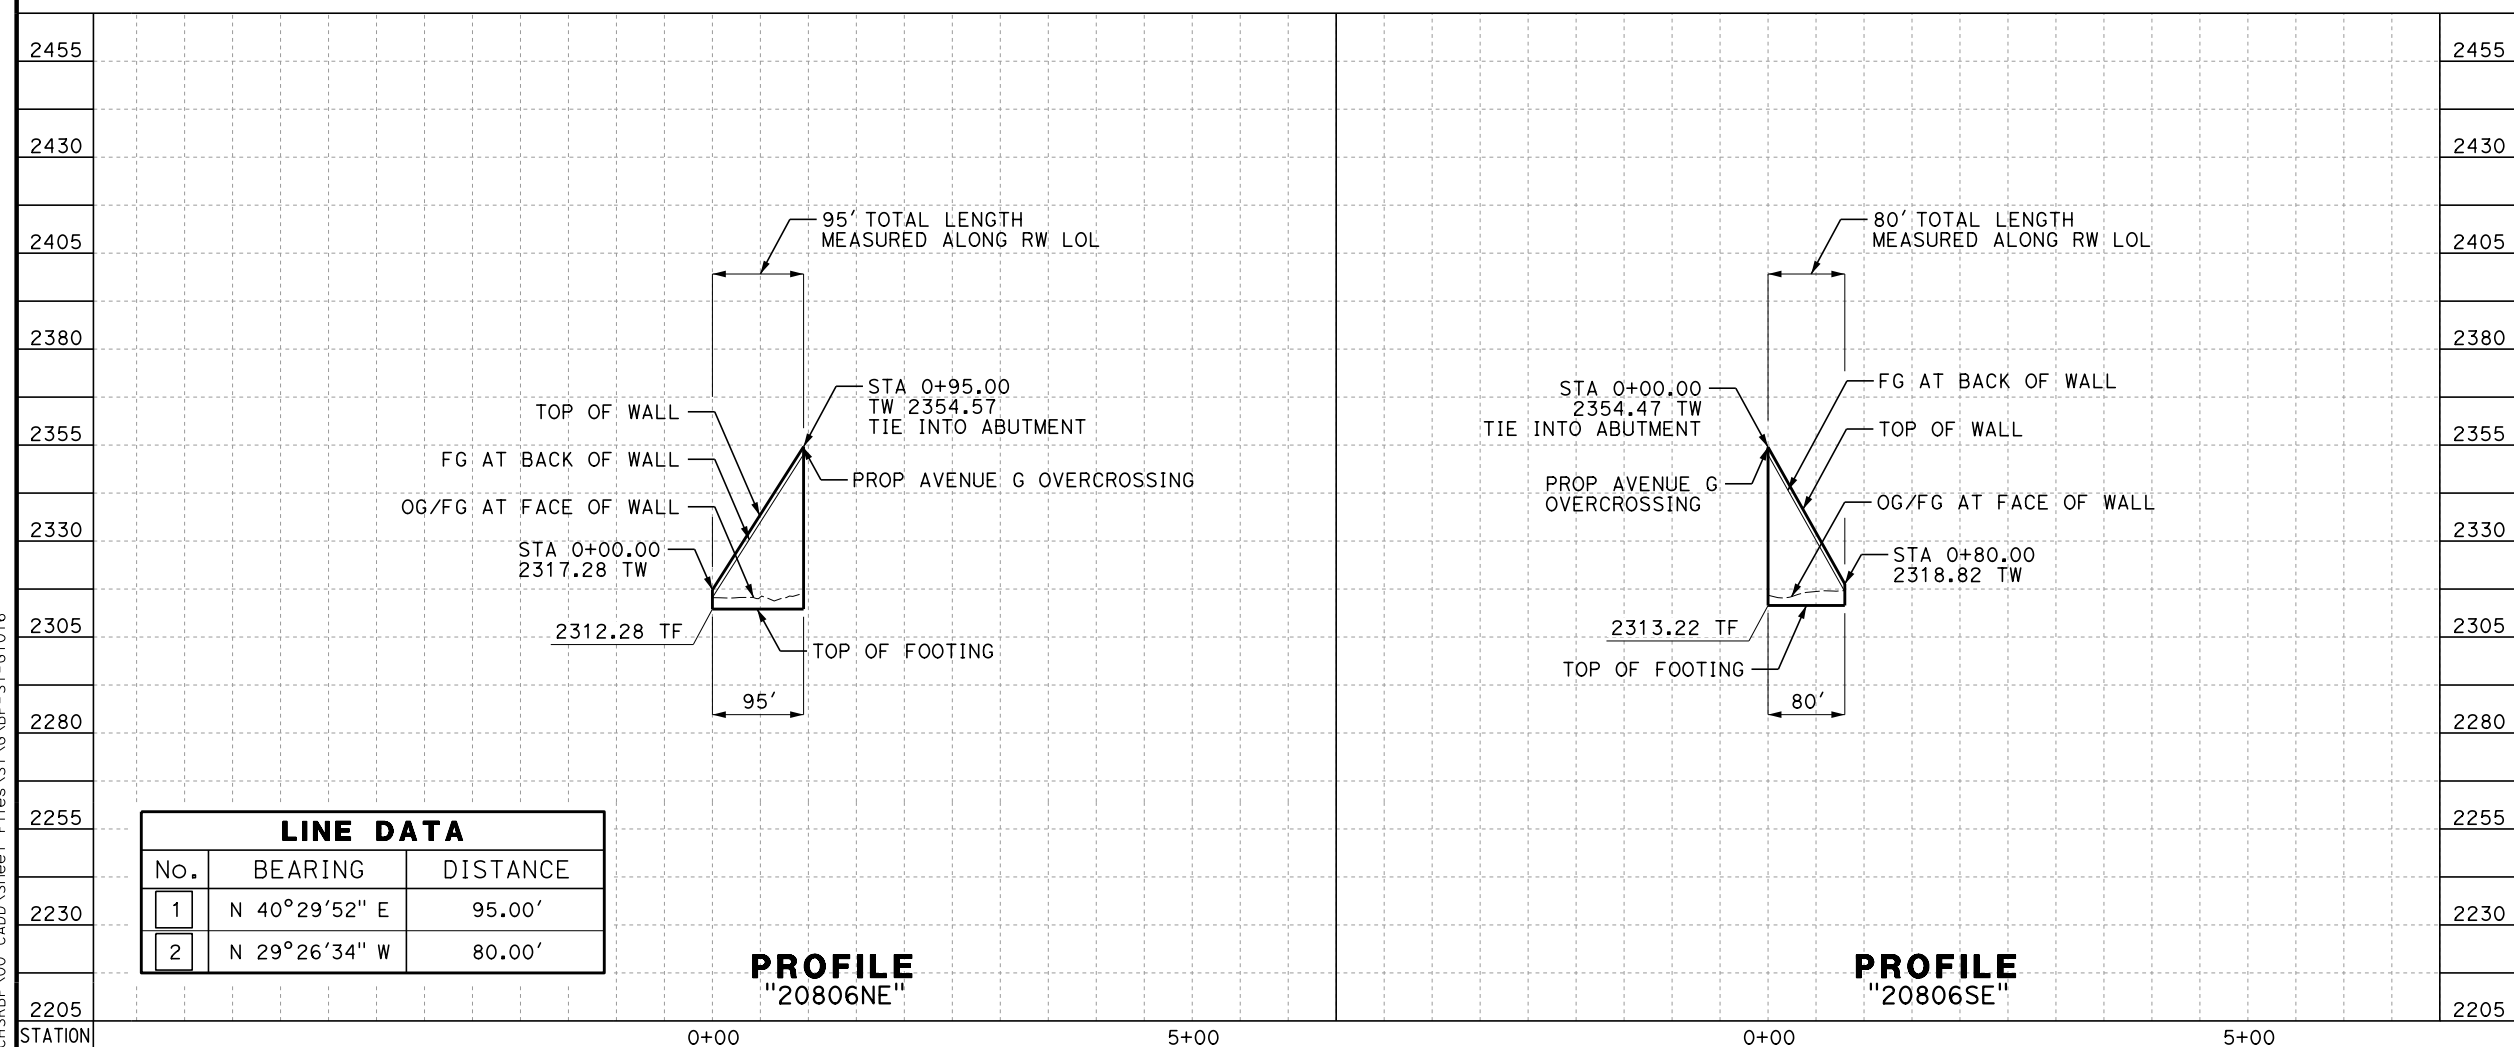 2455
2430
2405
2380
2355
2330
2305
2280
2255
2230
2205
STATION
95' TOTAL LENGTH
MEASURED ALONG RW LOL
STA 0+95.00
TW 2354.57
TIE INTO ABUTMENT
TOP OF WALL
FG AT BACK OF WALL
PROP AVENUE G OVERCROSSING
OG/FG AT FACE OF WALL
STA 0+00.00
2317.28 TW
2312.28 TF
TOP OF FOOTING
95'
LINE DATA
No. BEARING DISTANCE
1 N 40°29'52" E 95.00'
2 N 29°26'34" W 80.00'
PROFILE
"20806NE"
0+00 5+00
80' TOTAL LENGTH
MEASURED ALONG RW LOL
STA 0+00.00
2354.47 TW
TIE INTO ABUTMENT
FG AT BACK OF WALL
TOP OF WALL
PROP AVENUE G
OVERCROSSING
OG/FG AT FACE OF WALL
STA 0+80.00
2318.82 TW
2313.22 TF
TOP OF FOOTING
80'
PROFILE
"20806SE"
0+00 5+00
2455
2430
2405
2380
2355
2330
2305
2280
2255
2230
2205